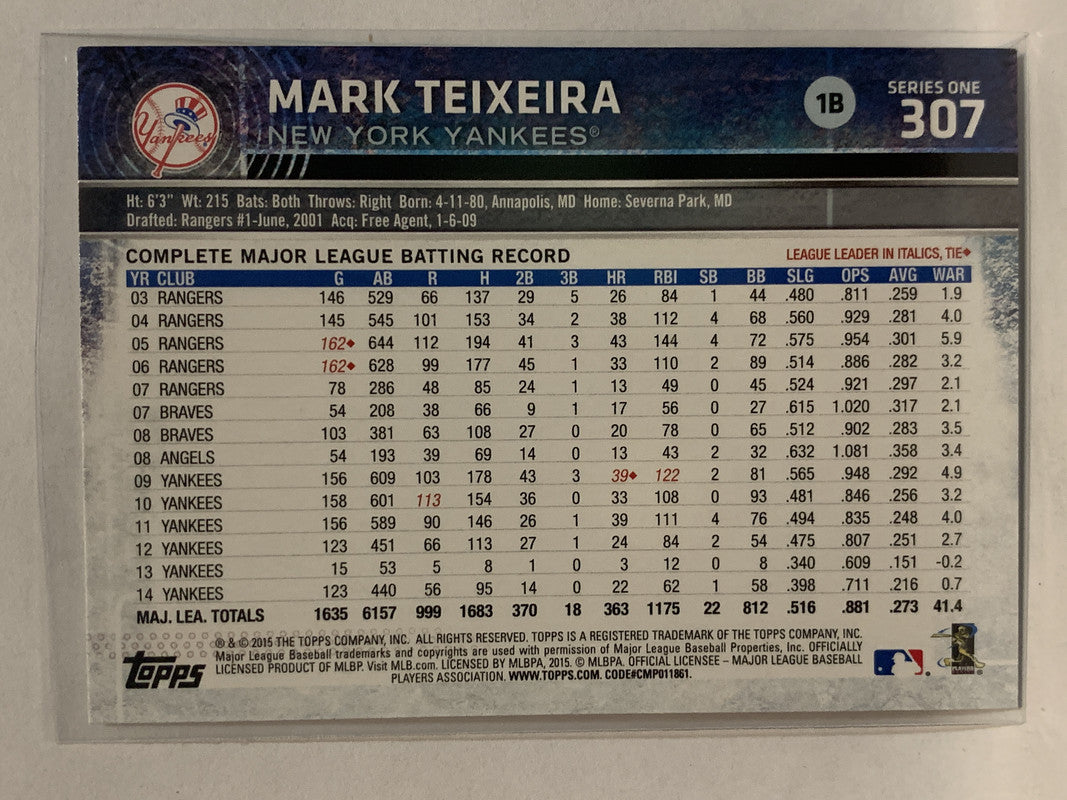 Yankees
MARK TEIXEIRA
NEW YORK YANKEES®
1B
SERIES ONE
307
Ht: 6'3" Wt: 215 Bats: Both Throws: Right Born: 4-11-80, Annapolis, MD Home: Severna Park, MD
Drafted: Rangers #1-June, 2001 Acq: Free Agent, 1-6-09
COMPLETE MAJOR LEAGUE BATTING RECORD LEAGUE LEADER IN ITALICS, TIE◆
YR CLUB G AB R H 2B 3B HR RBI SB BB SLG OPS AVG WAR
03 RANGERS 146 529 66 137 29 5 26 84 1 44 .480 .811 .259 1.9
04 RANGERS 145 545 101 153 34 2 38 112 4 68 .560 .929 .281 4.0
05 RANGERS 162◆ 644 112 194 41 3 43 144 4 72 .575 .954 .301 5.9
06 RANGERS 162◆ 628 99 177 45 1 33 110 2 89 .514 .886 .282 3.2
07 RANGERS 78 286 48 85 24 1 13 49 0 45 .524 .921 .297 2.1
07 BRAVES 54 208 38 66 9 1 17 56 0 27 .615 1.020 .317 2.1
08 BRAVES 103 381 63 108 27 0 20 78 0 65 .512 .902 .283 3.5
08 ANGELS 54 193 39 69 14 0 13 43 2 32 .632 1.081 .358 3.4
09 YANKEES 156 609 103 178 43 3 39◆ 122 2 81 .565 .948 .292 4.9
10 YANKEES 158 601 113 154 36 0 33 108 0 93 .481 .846 .256 3.2
11 YANKEES 156 589 90 146 26 1 39 111 4 76 .494 .835 .248 4.0
12 YANKEES 123 451 66 113 27 1 24 84 2 54 .475 .807 .251 2.7
13 YANKEES 15 53 5 8 1 0 3 12 0 8 .340 .609 .151 -0.2
14 YANKEES 123 440 56 95 14 0 22 62 1 58 .398 .711 .216 0.7
MAJ. LEA. TOTALS 1635 6157 999 1683 370 18 363 1175 22 812 .516 .881 .273 41.4
topps
® & © 2015 THE TOPPS COMPANY, INC. ALL RIGHTS RESERVED. TOPPS IS A REGISTERED TRADEMARK OF THE TOPPS COMPANY, INC.
Major League Baseball trademarks and copyrights are used with permission of Major League Baseball Properties, Inc. OFFICIALLY
LICENSED PRODUCT OF MLBP. Visit MLB.com. LICENSED BY MLBPA, 2015. © MLBPA. OFFICIAL LICENSEE – MAJOR LEAGUE BASEBALL
PLAYERS ASSOCIATION. WWW.TOPPS.COM. CODE#CMP011861.